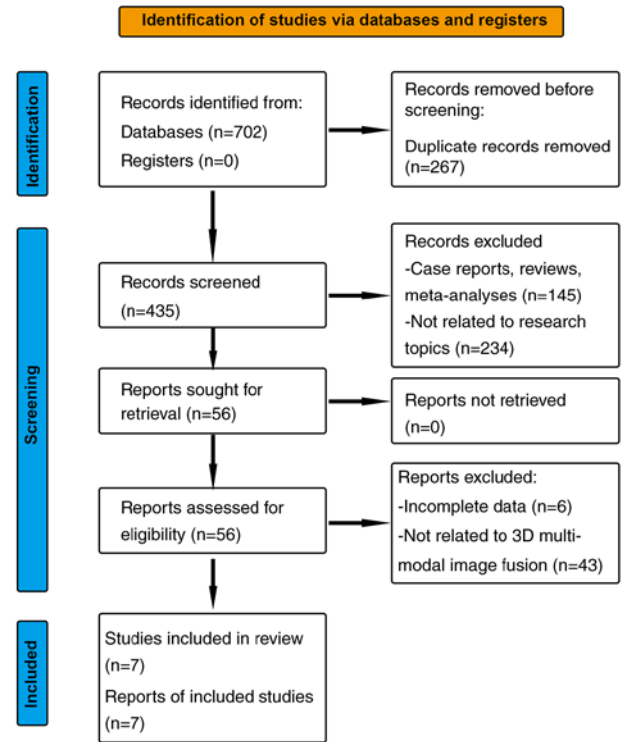 Identification of studies via databases and registers
Identification
Records identified from:
Databases (n=702)
Registers (n=0)
Records removed before
screening:
Duplicate records removed
(n=267)
Screening
Records screened
(n=435)
Records excluded
-Case reports, reviews,
meta-analyses (n=145)
-Not related to research
topics (n=234)
Reports sought for
retrieval (n=56)
Reports not retrieved
(n=0)
Reports assessed for
eligibility (n=56)
Reports excluded:
-Incomplete data (n=6)
-Not related to 3D multi-
modal image fusion (n=43)
Included
Studies included in review
(n=7)
Reports of included studies
(n=7)